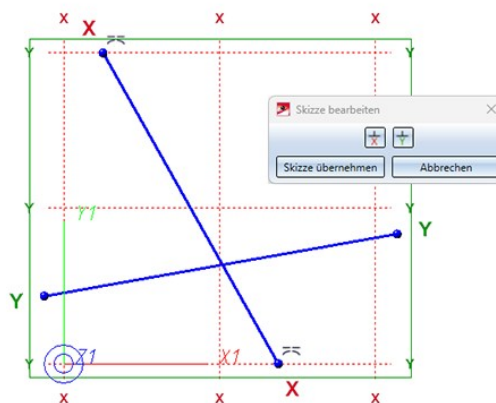 x x x
X
Y Y
Skizze bearbeiten
X Y
Skizze übernehmen Abbrechen
Y Y
Y1
Y
Y
Z1 X1
Y Y
X
x x x